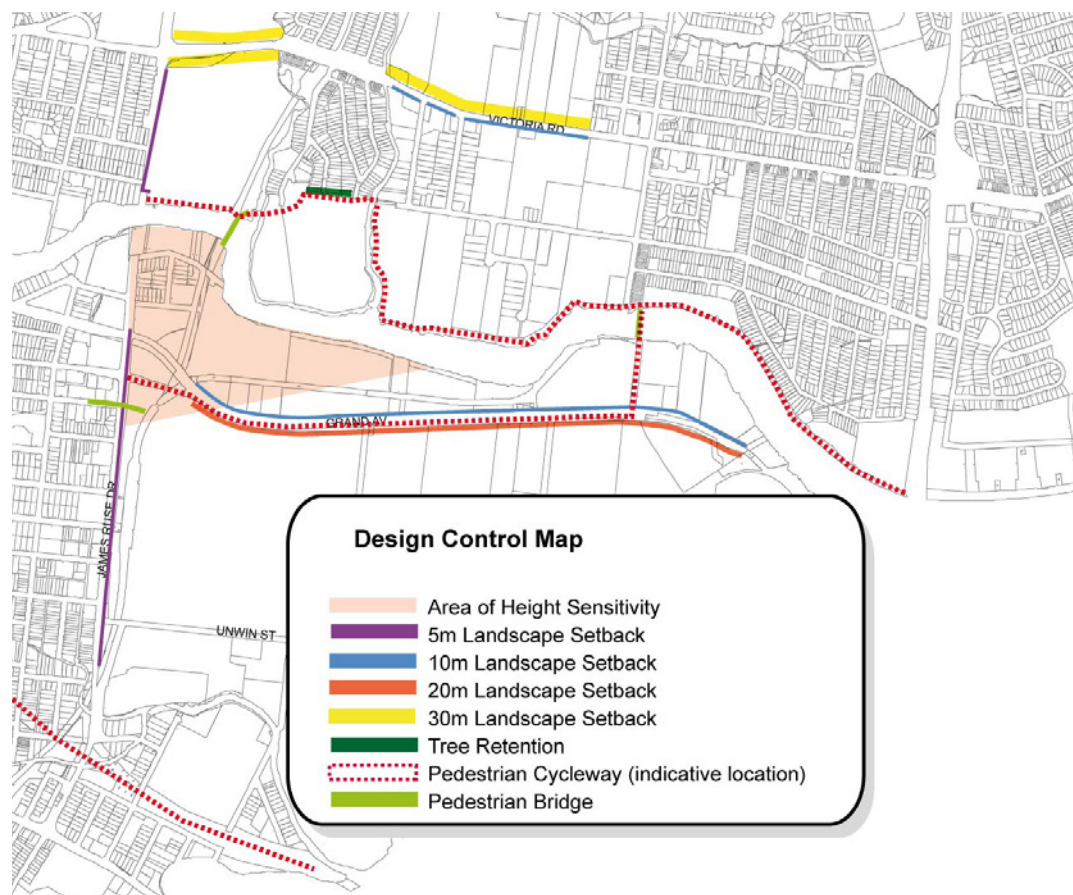 VICTORIA RD
GRAND AV
JAMES RUSE DR
UNWIN ST
Design Control Map
Area of Height Sensitivity
5m Landscape Setback
10m Landscape Setback
20m Landscape Setback
30m Landscape Setback
Tree Retention
Pedestrian Cycleway (indicative location)
Pedestrian Bridge